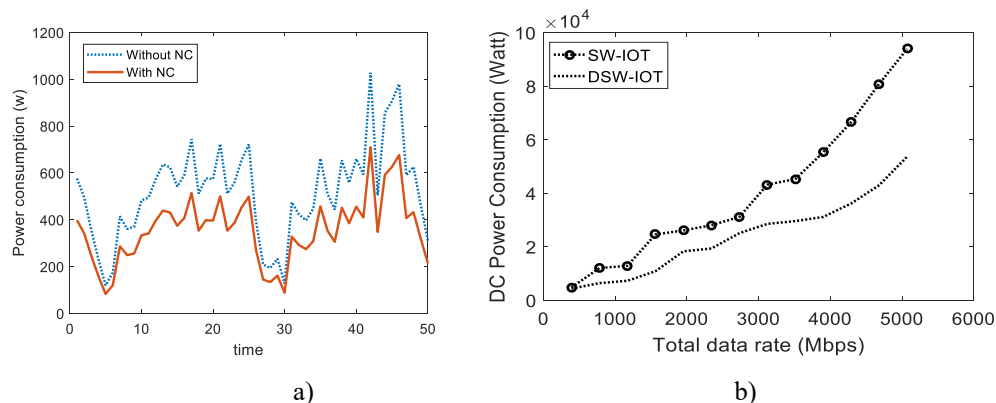 1200
1000
800
600
400
200
0
Power consumption (w)
Without NC
With NC
0 10 20 30 40 50
time
a)
×10⁴
10
8
6
4
2
0
DC Power Consumption (Watt)
SW-IOT
DSW-IOT
0 1000 2000 3000 4000 5000 6000
Total data rate (Mbps)
b)